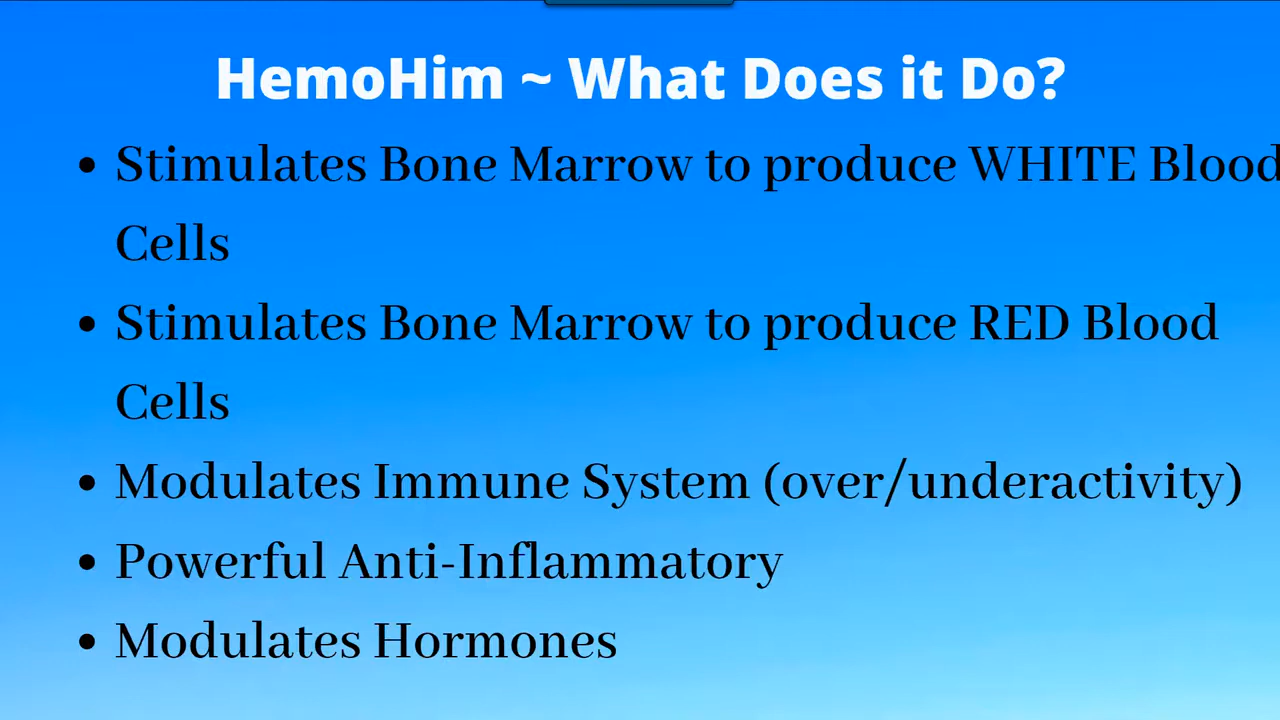 HemoHim ~ What Does it Do?
• Stimulates Bone Marrow to produce WHITE Blood
Cells
• Stimulates Bone Marrow to produce RED Blood
Cells
• Modulates Immune System (over/underactivity)
• Powerful Anti-Inflammatory
• Modulates Hormones